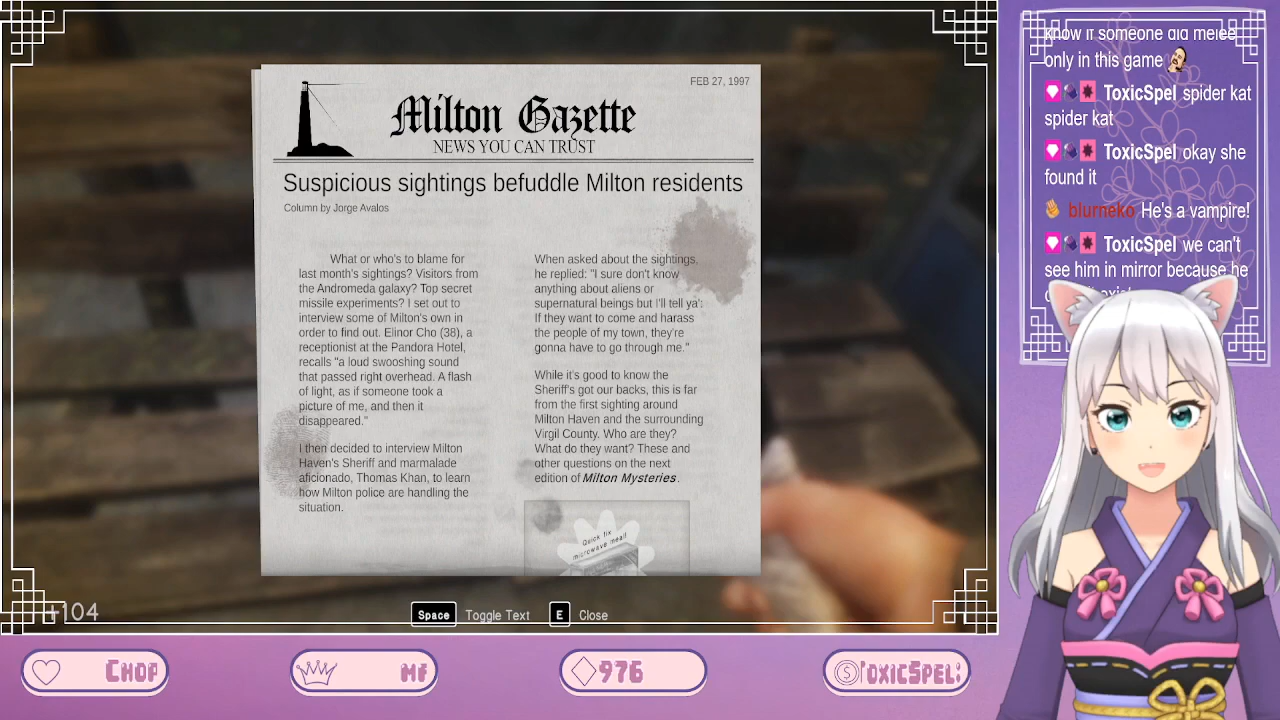 FEB 27, 1997
Milton Gazette
NEWS YOU CAN TRUST
Suspicious sightings befuddle Milton residents
Column by Jorge Avalos
What or who's to blame for
last month's sightings? Visitors from
the Andromeda galaxy? Top secret
missile experiments? I set out to
interview some of Milton's own in
order to find out. Elinor Cho (38), a
receptionist at the Pandora Hotel,
recalls "a loud swooshing sound
that passed right overhead. A flash
of light, as if someone took a
picture of me, and then it
disappeared."
I then decided to interview Milton
Haven's Sheriff and marmalade
aficionado, Thomas Khan, to learn
how Milton police are handling the
situation.
When asked about the sightings,
he replied: "I sure don't know
anything about aliens or
supernatural beings but I'll tell ya':
If they want to come and harass
the people of my town, they're
gonna have to go through me."
While it's good to know the
Sheriff's got our backs, this is far
from the first sighting around
Milton Haven and the surrounding
Virgil County. Who are they?
What do they want? These and
other questions on the next
edition of Milton Mysteries.
Quick fix
microwave meal!
+104
Space Toggle Text E Close
know if someone did melee
only in this game
ToxicSpel spider kat
spider kat
ToxicSpel okay she
found it
blurneko He's a vampire!
ToxicSpel we can't
see him in mirror because he
Chop
Mf
976
ToxicSpel: